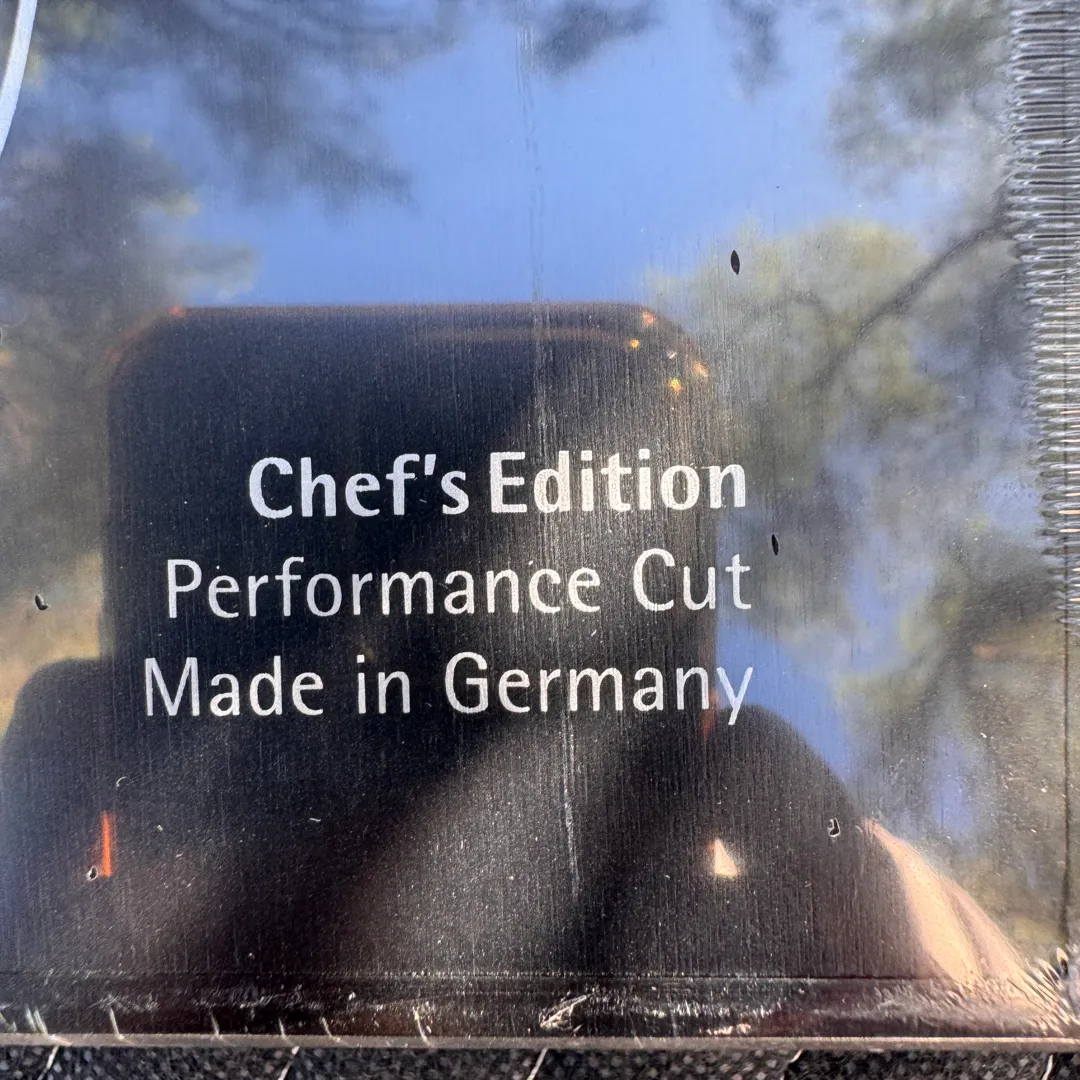 Chef's Edition
Performance Cut
Made in Germany